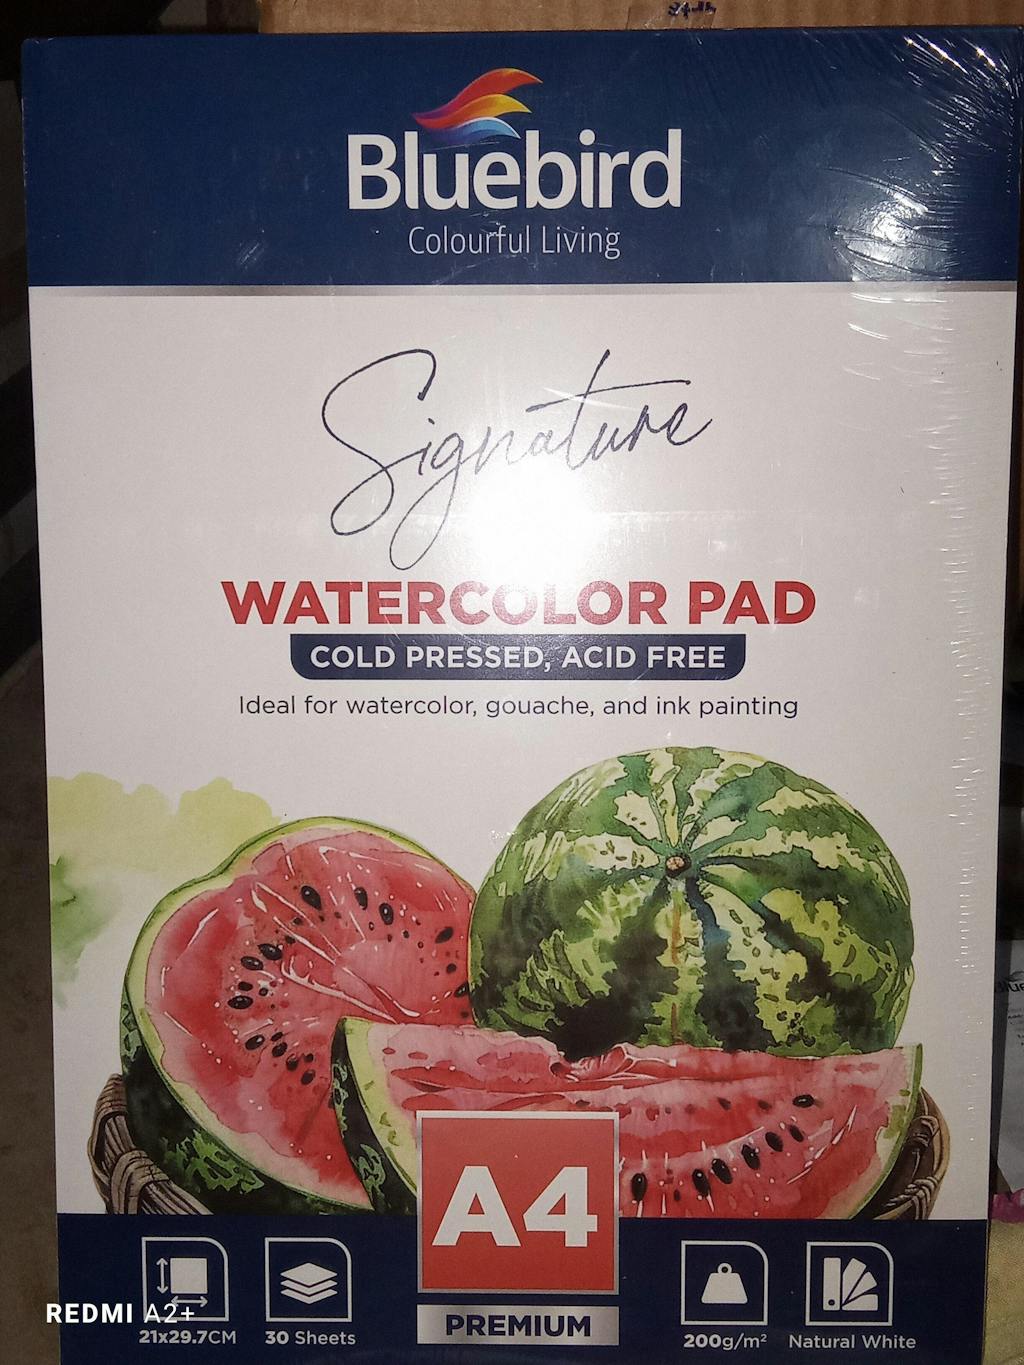 Bluebird
Colourful Living
Signature
WATERCOLOR PAD
COLD PRESSED, ACID FREE
Ideal for watercolor, gouache, and ink painting
A4
PREMIUM
21x29.7CM
30 Sheets
200g/m²
Natural White
REDMI A2+